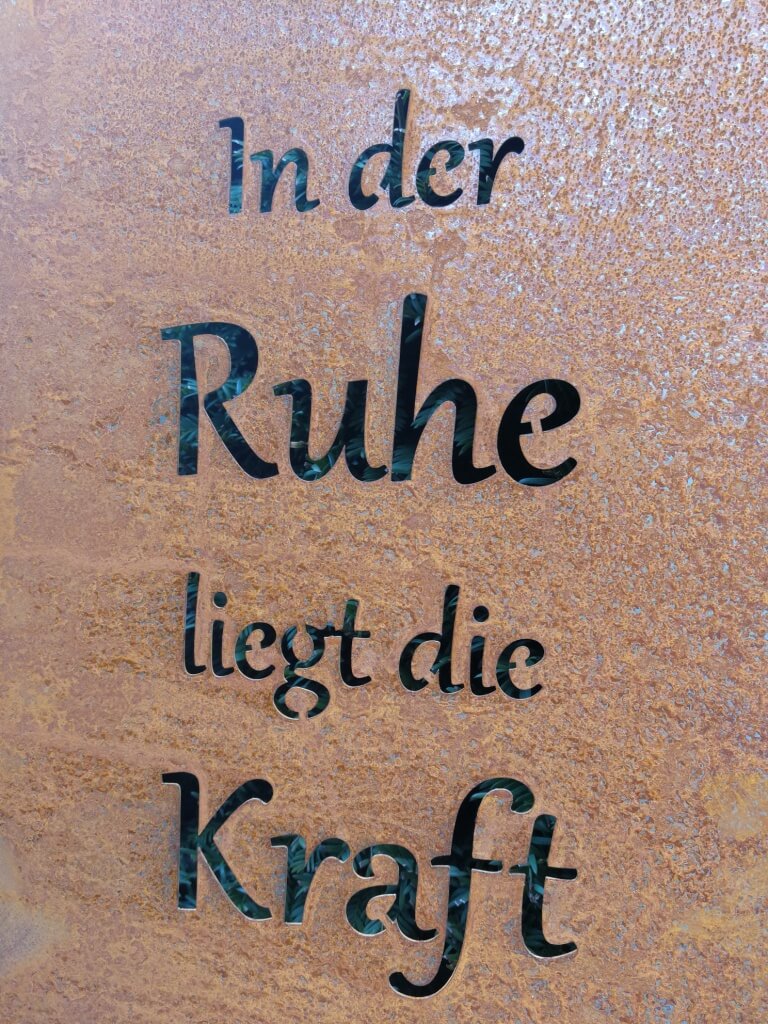 In der
Ruhe
liegt die
Kraft